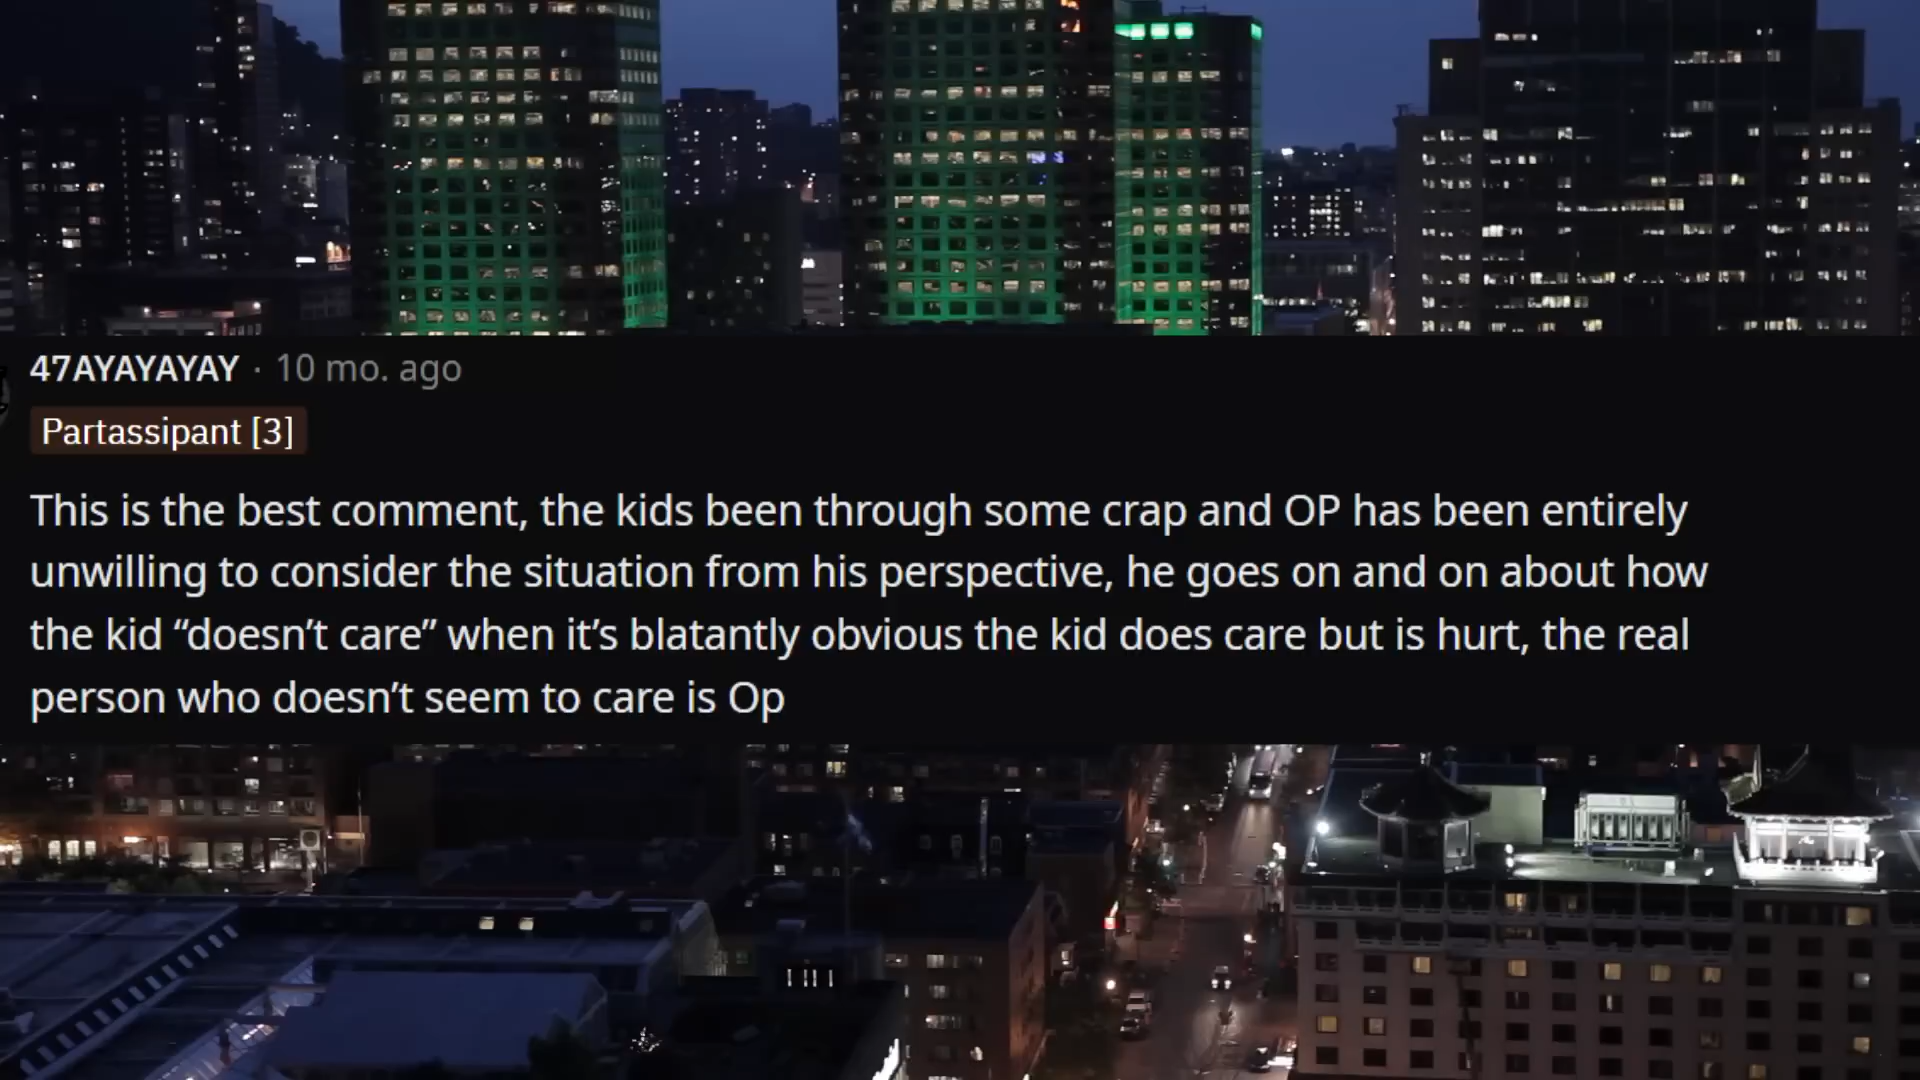 47AYAYAYAY · 10 mo. ago
Partassipant [3]
This is the best comment, the kids been through some crap and OP has been entirely
unwilling to consider the situation from his perspective, he goes on and on about how
the kid “doesn’t care” when it’s blatantly obvious the kid does care but is hurt, the real
person who doesn’t seem to care is Op